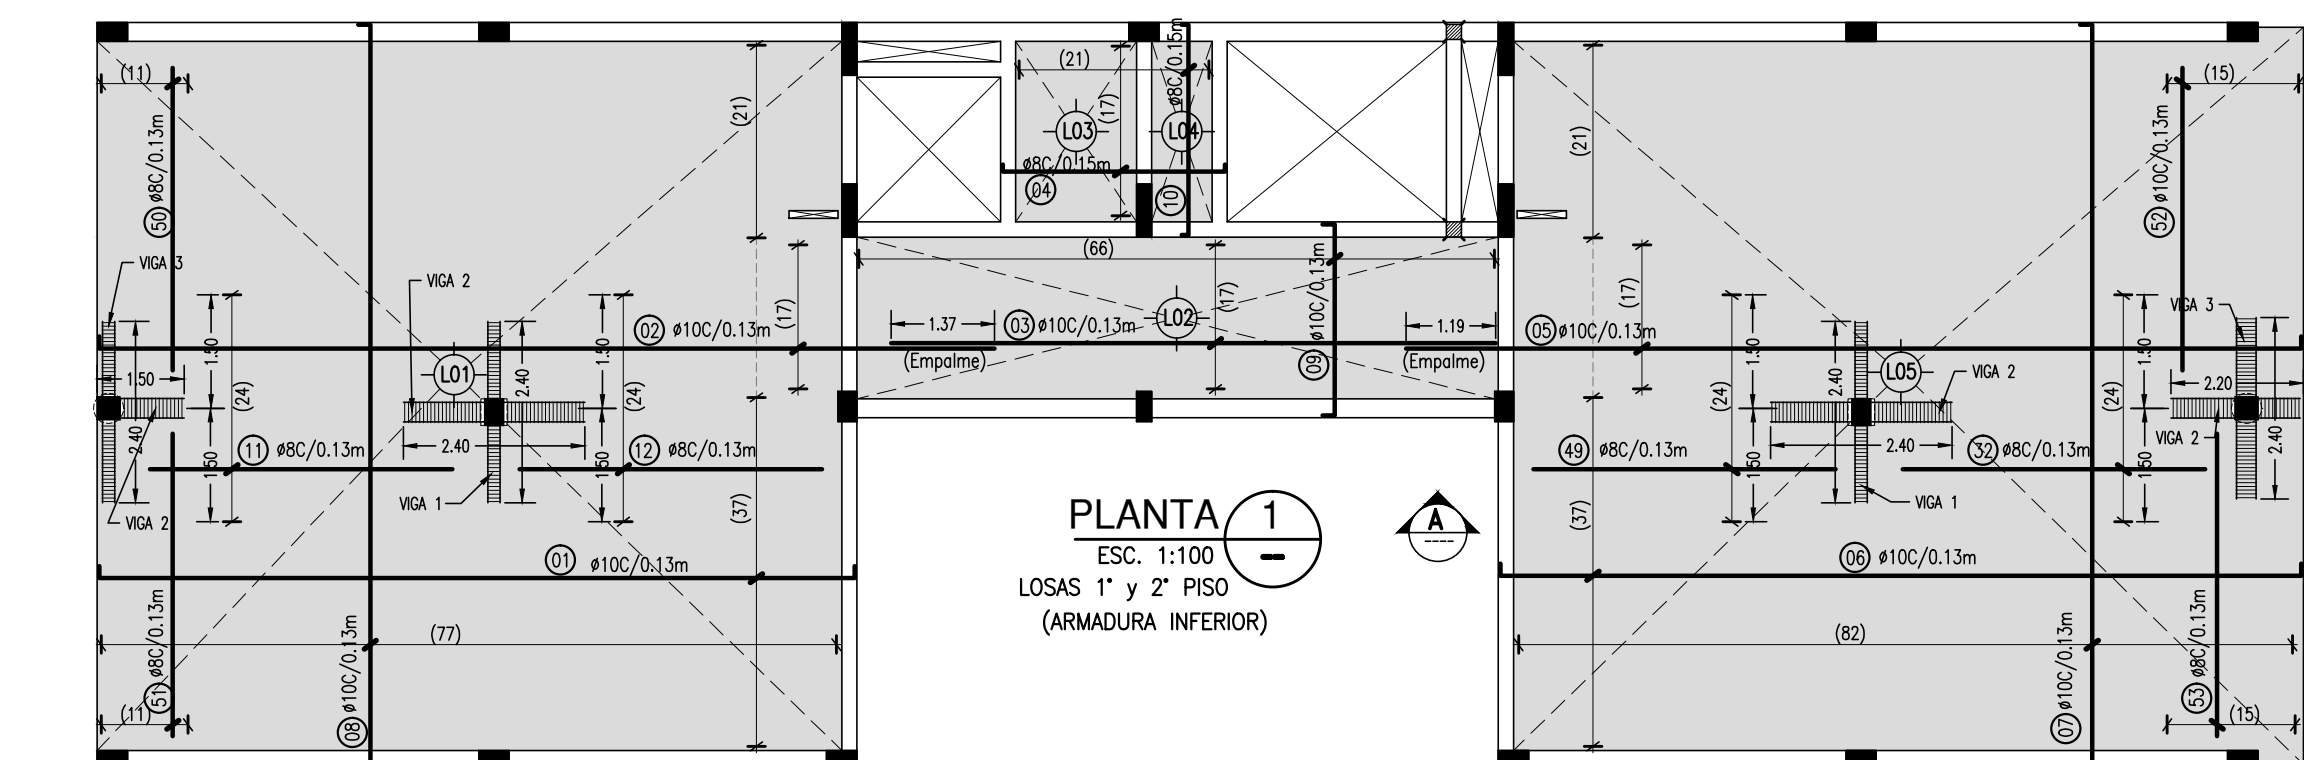 (11)
50 ø8C/0.13m
VIGA 3
VIGA 2
1.50
2.40
1.50
1.50
(24)
11 ø8C/0.13m
VIGA 2
51 ø8C/0.13m
(11)
L01
VIGA 2
2.40
2.40
VIGA 1
02 ø10C/0.13m
1.50
1.50
(24)
12 ø8C/0.13m
01 ø10C/0.13m
(77)
08 ø10C/0.13m
(21)
(17)
(37)
(21)
(17)
L03
L04
ø8C/0.15m
04
ø8C/0.15m
10
(66)
1.37
(Empalme)
03 ø10C/0.13m
L02
(17)
09 ø10C/0.13m
1.19
(Empalme)
PLANTA 1
--
ESC. 1:100
LOSAS 1° y 2° PISO
(ARMADURA INFERIOR)
A
----
(21)
(17)
05 ø10C/0.13m
(37)
49 ø8C/0.13m
1.50
1.50
(24)
2.40
L05
VIGA 2
2.40
VIGA 1
32 ø8C/0.13m
06 ø10C/0.13m
(82)
07 ø10C/0.13m
(15)
52 ø10C/0.13m
VIGA 3
1.50
1.50
(24)
2.20
VIGA 2
2.40
53 ø8C/0.13m
(15)